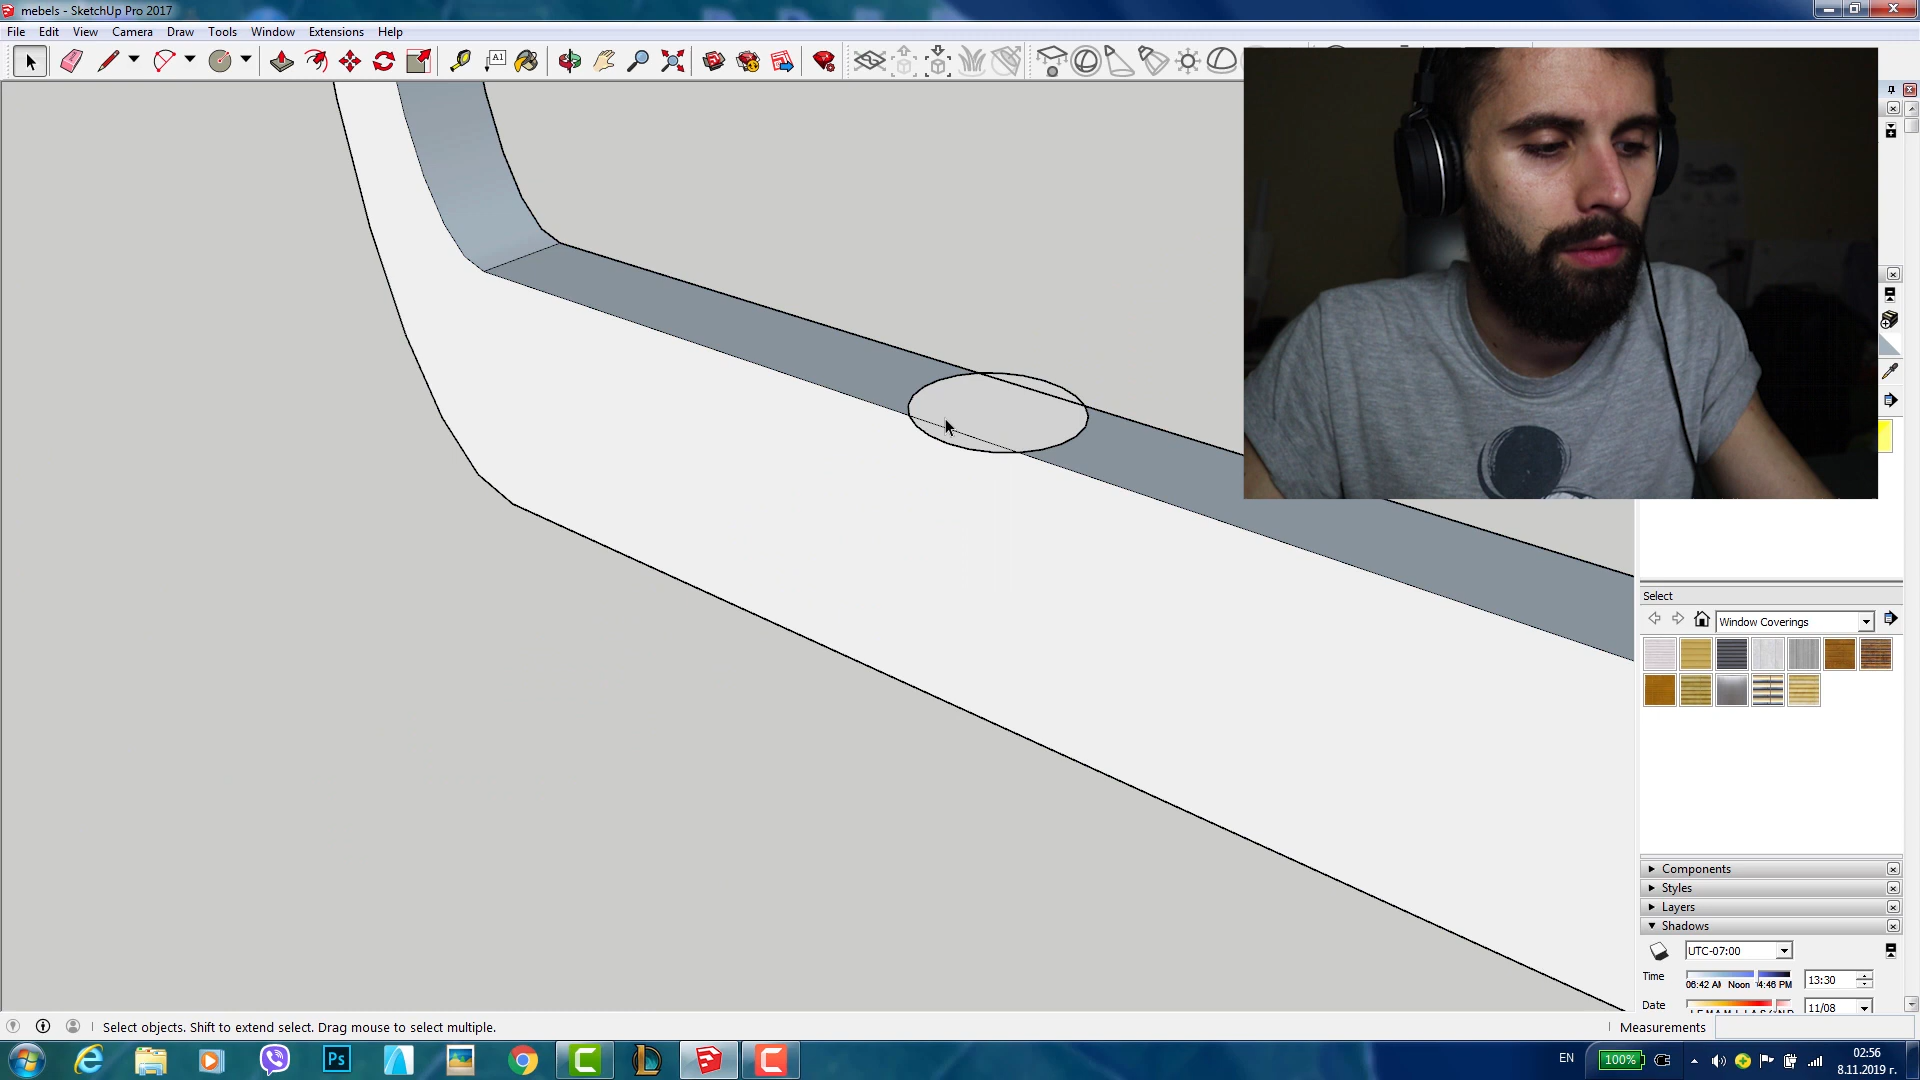 mebels - SketchUp Pro 2017
File Edit View Camera Draw Tools Window Extensions Help
A1
Select
Window Coverings
Components
Styles
Layers
Shadows
UTC-07:00
Time
06:42 AM Noon 4:46 PM
13:30
Date
11/08
Select objects. Shift to extend select. Drag mouse to select multiple.
Measurements
Ps
EN
100%
02:56
8.11.2019 г.